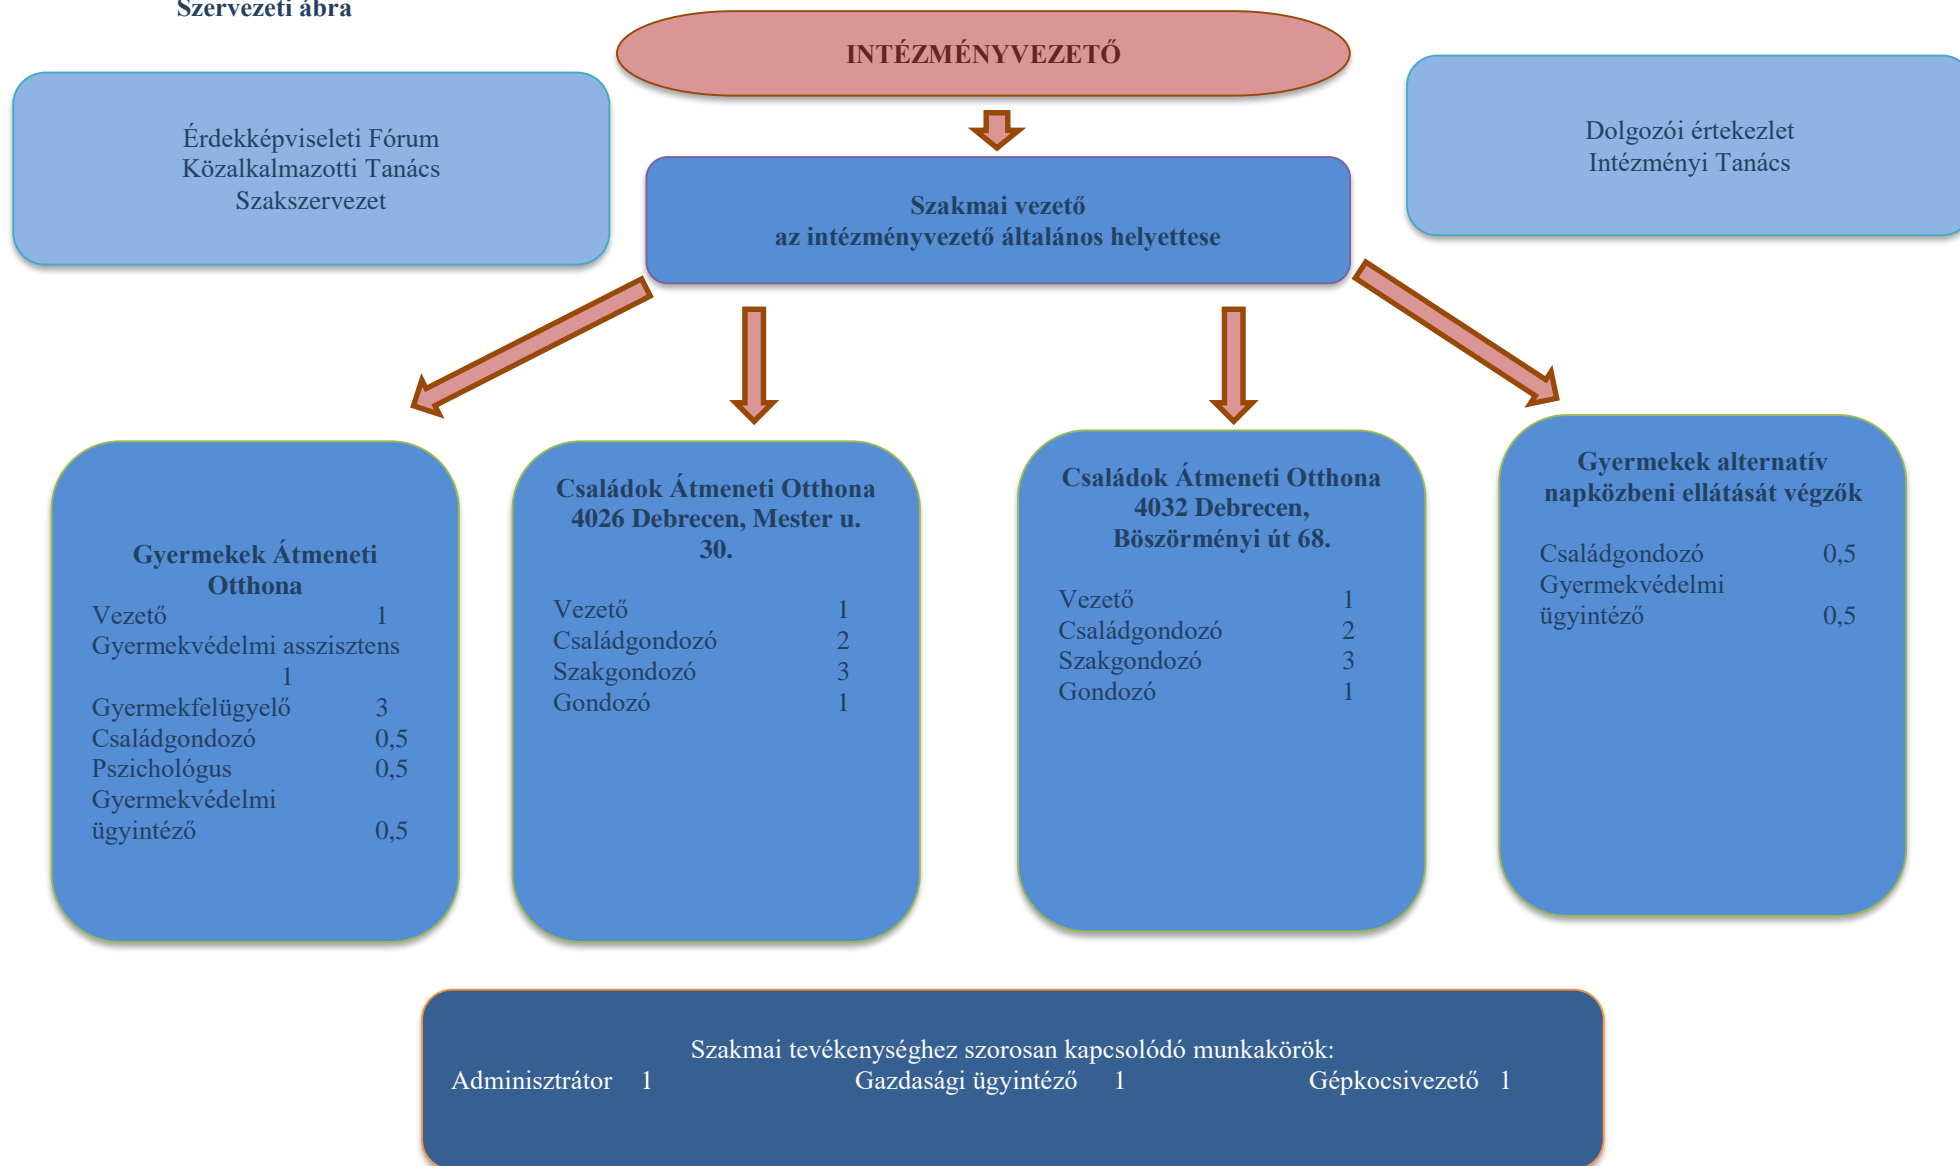 Szervezeti ábra
INTÉZMÉNYVEZETŐ
Érdekképviseleti Fórum
Közalkalmazotti Tanács
Szakszervezet
Dolgozói értekezlet
Intézményi Tanács
Szakmai vezető
az intézményvezető általános helyettese
Gyermekek Átmeneti
Otthona
Vezető 1
Gyermekvédelmi asszisztens
1
Gyermekfelügyelő 3
Családgondozó 0,5
Pszichológus 0,5
Gyermekvédelmi
ügyintéző 0,5
Családok Átmeneti Otthona
4026 Debrecen, Mester u.
30.
Vezető 1
Családgondozó 2
Szakgondozó 3
Gondozó 1
Családok Átmeneti Otthona
4032 Debrecen,
Böszörményi út 68.
Vezető 1
Családgondozó 2
Szakgondozó 3
Gondozó 1
Gyermekek alternatív
napközbeni ellátását végzők
Családgondozó 0,5
Gyermekvédelmi
ügyintéző 0,5
Szakmai tevékenységhez szorosan kapcsolódó munkakörök:
Adminisztrátor 1 Gazdasági ügyintéző 1 Gépkocsivezető 1